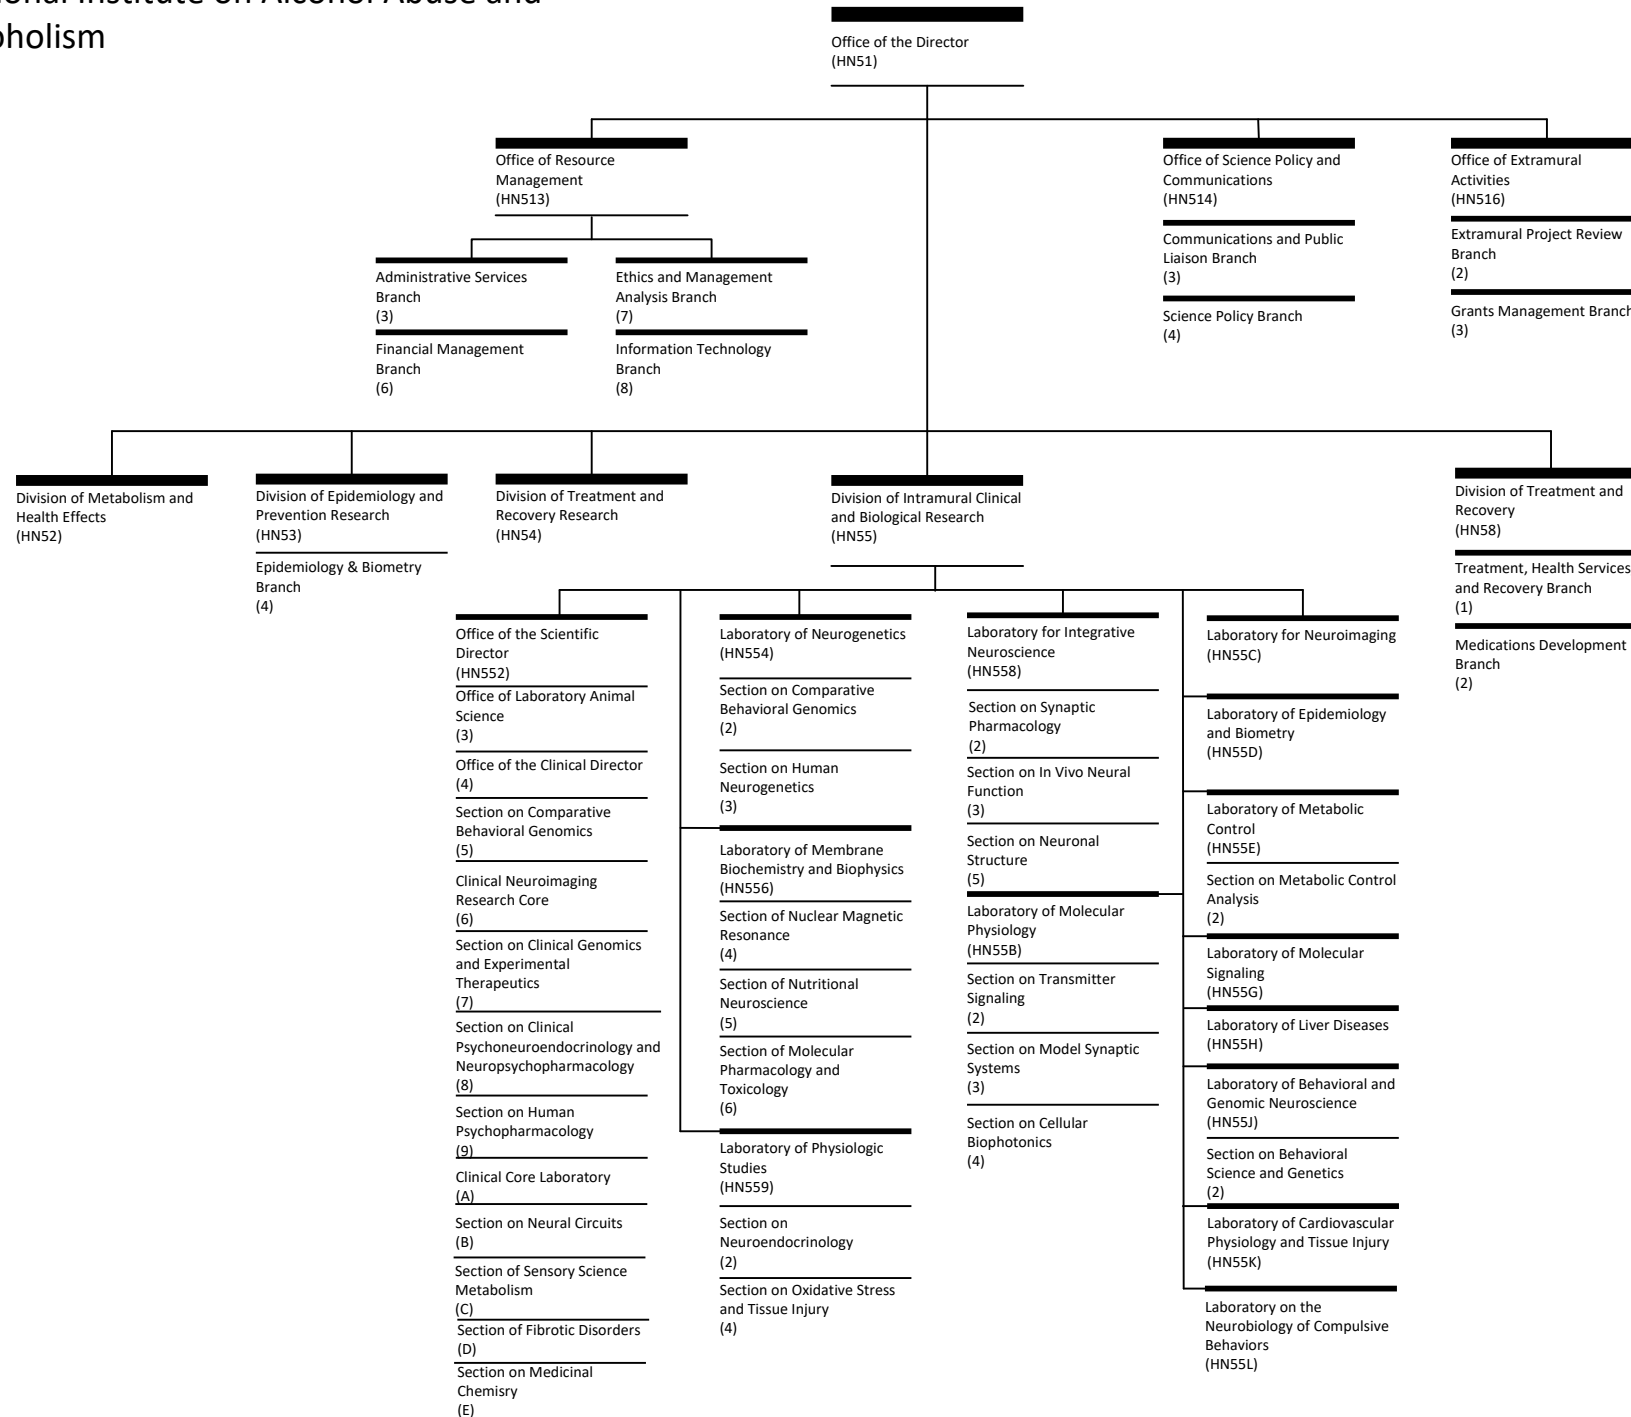 Office of the Director
(HN51)
Office of Resource
Management
(HN513)
Office of Science Policy and
Communications
(HN514)
Office of Extramural
Activities
(HN516)
Administrative Services
Branch
(3)
Financial Management
Branch
(6)
Ethics and Management
Analysis Branch
(7)
Information Technology
Branch
(8)
Communications and Public
Liaison Branch
(3)
Science Policy Branch
(4)
Extramural Project Review
Branch
(2)
Grants Management Branch
(3)
Division of Metabolism and
Health Effects
(HN52)
Division of Epidemiology and
Prevention Research
(HN53)
Epidemiology & Biometry
Branch
(4)
Division of Treatment and
Recovery Research
(HN54)
Division of Intramural Clinical
and Biological Research
(HN55)
Division of Treatment and
Recovery
(HN58)
Treatment, Health Services
and Recovery Branch
(1)
Medications Development
Branch
(2)
Office of the Scientific
Director
(HN552)
Office of Laboratory Animal
Science
(3)
Office of the Clinical Director
(4)
Section on Comparative
Behavioral Genomics
(5)
Clinical Neuroimaging
Research Core
(6)
Section on Clinical Genomics
and Experimental
Therapeutics
(7)
Section on Clinical
Psychoneuroendocrinology and
Neuropsychopharmacology
(8)
Section on Human
Psychopharmacology
(9)
Clinical Core Laboratory
(A)
Section on Neural Circuits
(B)
Section of Sensory Science
Metabolism
(C)
Section of Fibrotic Disorders
(D)
Section on Medicinal
Chemisry
(E)
Laboratory of Neurogenetics
(HN554)
Section on Comparative
Behavioral Genomics
(2)
Section on Human
Neurogenetics
(3)
Laboratory of Membrane
Biochemistry and Biophysics
(HN556)
Section of Nuclear Magnetic
Resonance
(4)
Section of Nutritional
Neuroscience
(5)
Section of Molecular
Pharmacology and
Toxicology
(6)
Laboratory of Physiologic
Studies
(HN559)
Section on
Neuroendocrinology
(2)
Section on Oxidative Stress
and Tissue Injury
(4)
Laboratory for Integrative
Neuroscience
(HN558)
Section on Synaptic
Pharmacology
(2)
Section on In Vivo Neural
Function
(3)
Section on Neuronal
Structure
(5)
Laboratory of Molecular
Physiology
(HN55B)
Section on Transmitter
Signaling
(2)
Section on Model Synaptic
Systems
(3)
Section on Cellular
Biophotonics
(4)
Laboratory for Neuroimaging
(HN55C)
Laboratory of Epidemiology
and Biometry
(HN55D)
Laboratory of Metabolic
Control
(HN55E)
Section on Metabolic Control
Analysis
(2)
Laboratory of Molecular
Signaling
(HN55G)
Laboratory of Liver Diseases
(HN55H)
Laboratory of Behavioral and
Genomic Neuroscience
(HN55J)
Section on Behavioral
Science and Genetics
(2)
Laboratory of Cardiovascular
Physiology and Tissue Injury
(HN55K)
Laboratory on the
Neurobiology of Compulsive
Behaviors
(HN55L)